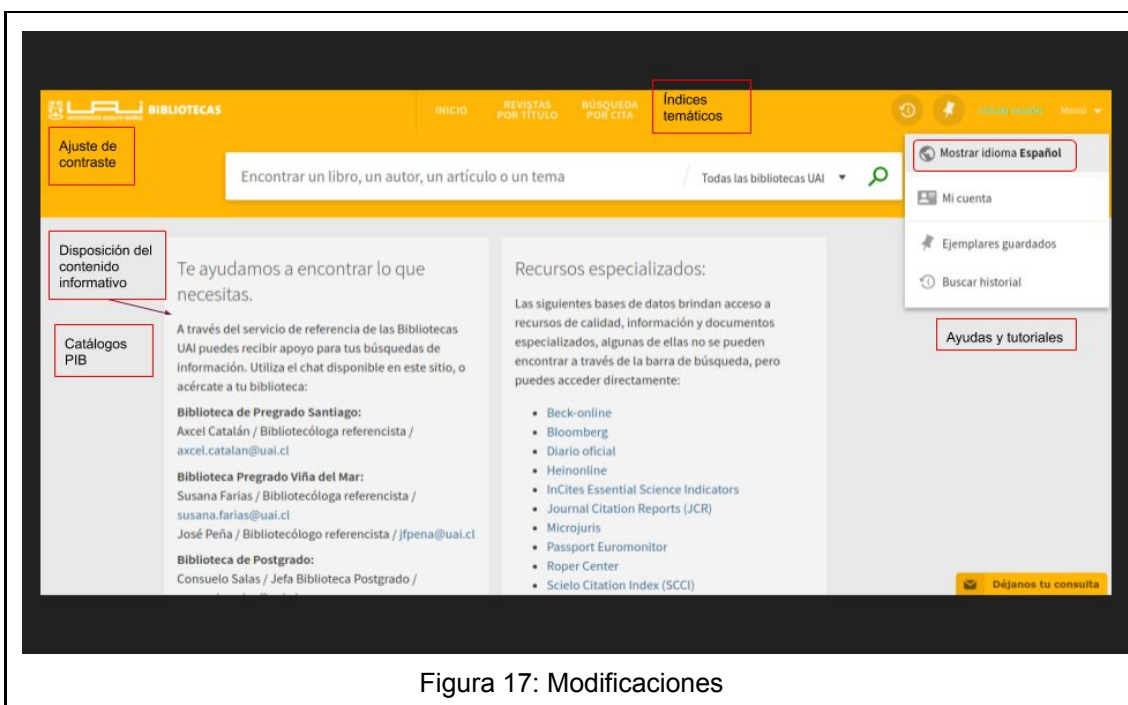 UAI BIBLIOTECAS
UNIVERSIDAD ADOLFO IBÁÑEZ
INICIO
REVISTAS
POR TÍTULO
BÚSQUEDA
POR CITA
Índices
temáticos
Iniciar sesión
Menú
Ajuste de
contraste
Encontrar un libro, un autor, un artículo o un tema
Todas las bibliotecas UAI
Mostrar idioma Español
Mi cuenta
Ejemplares guardados
Buscar historial
Ayudas y tutoriales
Disposición del
contenido
informativo
Catálogos
PIB
Te ayudamos a encontrar lo que
necesitas.
A través del servicio de referencia de las Bibliotecas
UAI puedes recibir apoyo para tus búsquedas de
información. Utiliza el chat disponible en este sitio, o
acércate a tu biblioteca:
Biblioteca de Pregrado Santiago:
Axcel Catalán / Bibliotecóloga referencista /
axcel.catalan@uai.cl
Biblioteca Pregrado Viña del Mar:
Susana Farias / Bibliotecóloga referencista /
susana.farias@uai.cl
José Peña / Bibliotecólogo referencista / jfpena@uai.cl
Biblioteca de Postgrado:
Consuelo Salas / Jefa Biblioteca Postgrado /
Recursos especializados:
Las siguientes bases de datos brindan acceso a
recursos de calidad, información y documentos
especializados, algunas de ellas no se pueden
encontrar a través de la barra de búsqueda, pero
puedes acceder directamente:
• Beck-online
• Bloomberg
• Diario oficial
• Heinonline
• InCites Essential Science Indicators
• Journal Citation Reports (JCR)
• Microjuris
• Passport Euromonitor
• Roper Center
• Scielo Citation Index (SCCI)
Déjanos tu consulta
Figura 17: Modificaciones